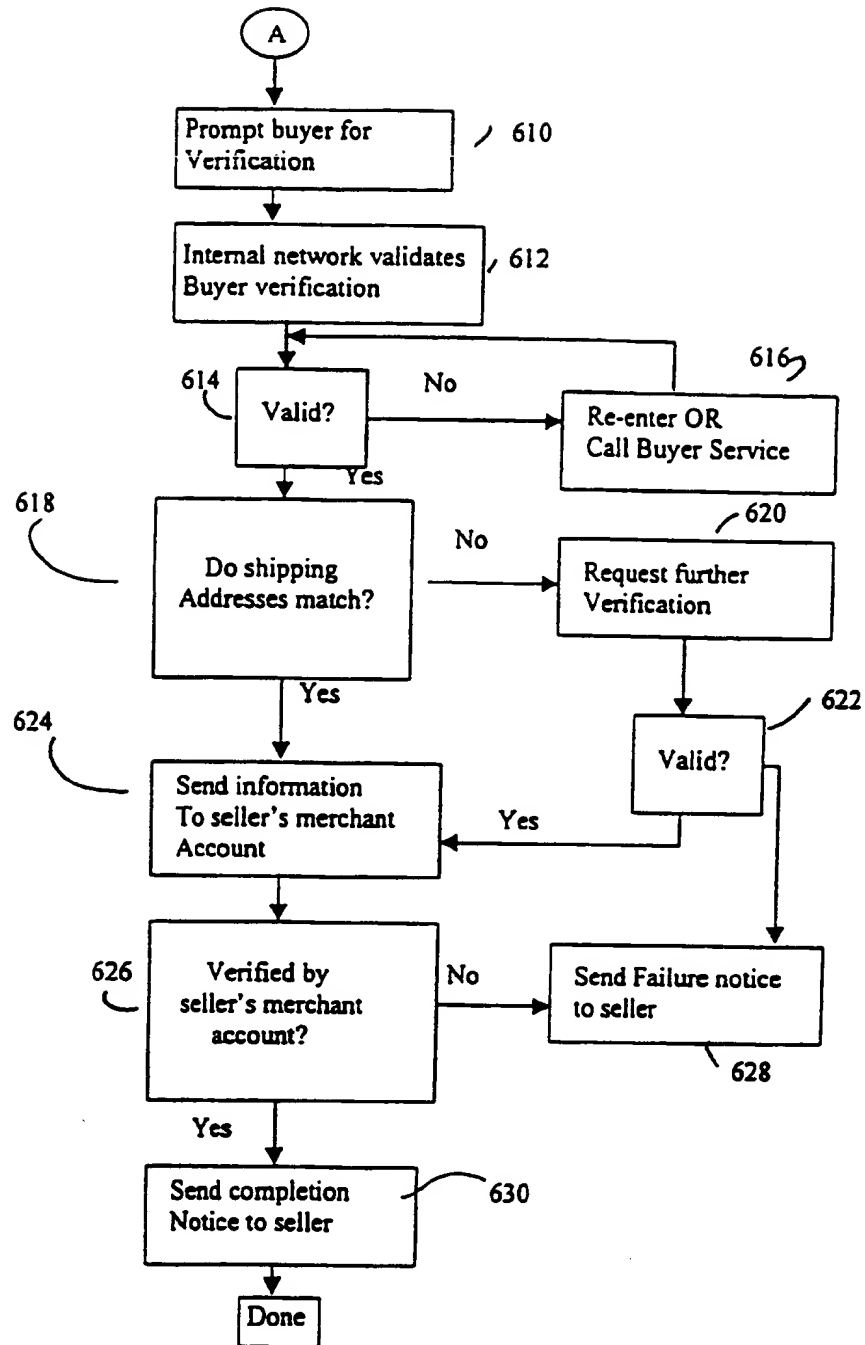 A
Prompt buyer for
Verification
610
Internal network validates
Buyer verification
612
614
Valid?
No
616
Re-enter OR
Call Buyer Service
Yes
618
Do shipping
Addresses match?
No
620
Request further
Verification
Yes
622
Valid?
624
Send information
To seller's merchant
Account
Yes
626
Verified by
seller's merchant
account?
No
Send Failure notice
to seller
628
Yes
Send completion
Notice to seller
630
Done